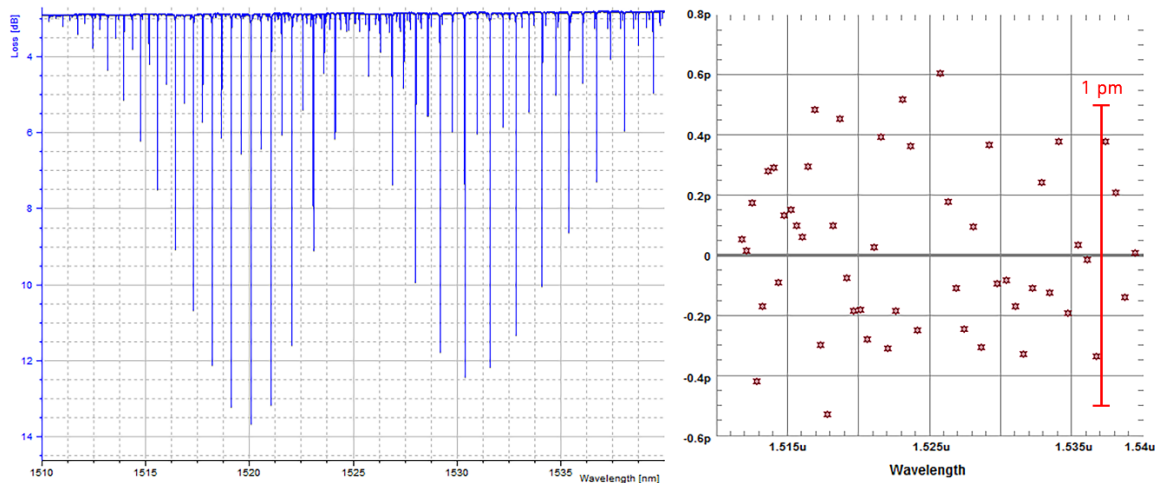 Loss [dB]
4
6
8
10
12
14
1510
1515
1520
1525
1530
1535
Wavelength [nm]
0.8p
0.6p
0.4p
0.2p
0
-0.2p
-0.4p
-0.6p
1 pm
1.515u
1.525u
1.535u
1.54u
Wavelength